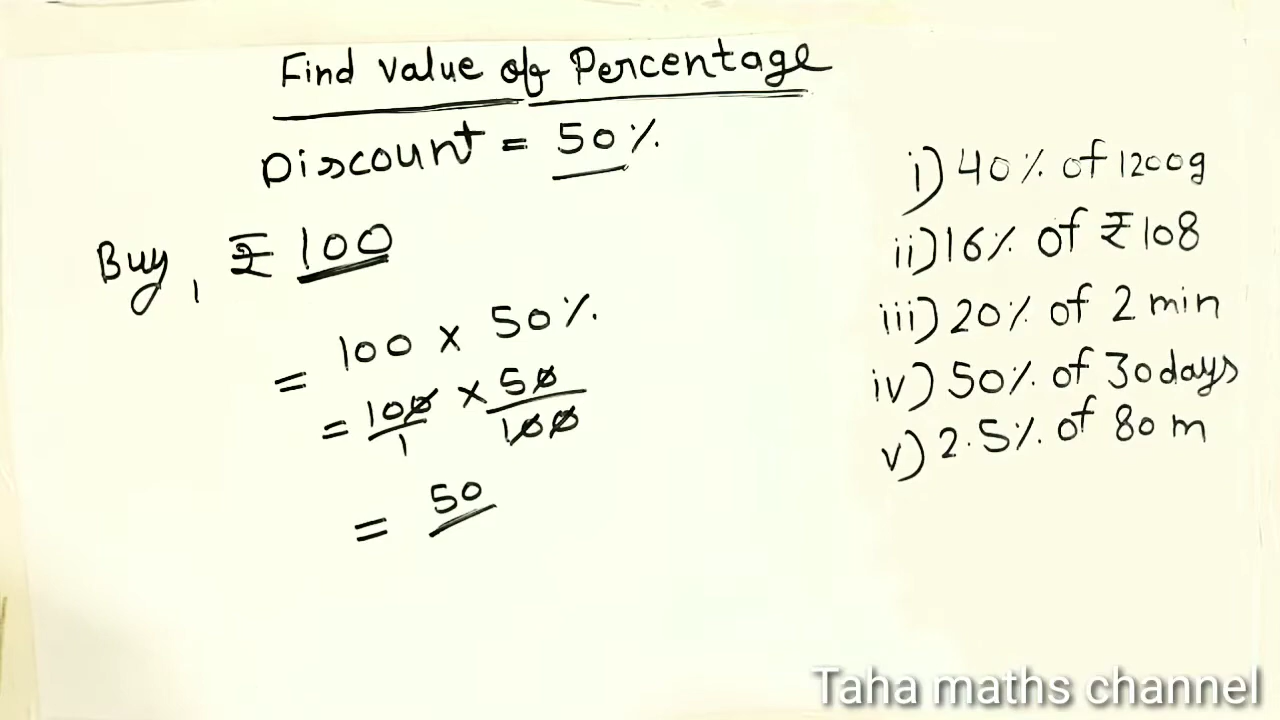 Find value of Percentage
Discount = 50%
Buy, ₹ 100
= 100 × 50%
= 100/1 × 50/100
= 50
i) 40% of 1200g
ii) 16% of ₹ 108
iii) 20% of 2 min
iv) 50% of 30 days
v) 2.5% of 80 m
Taha maths channel